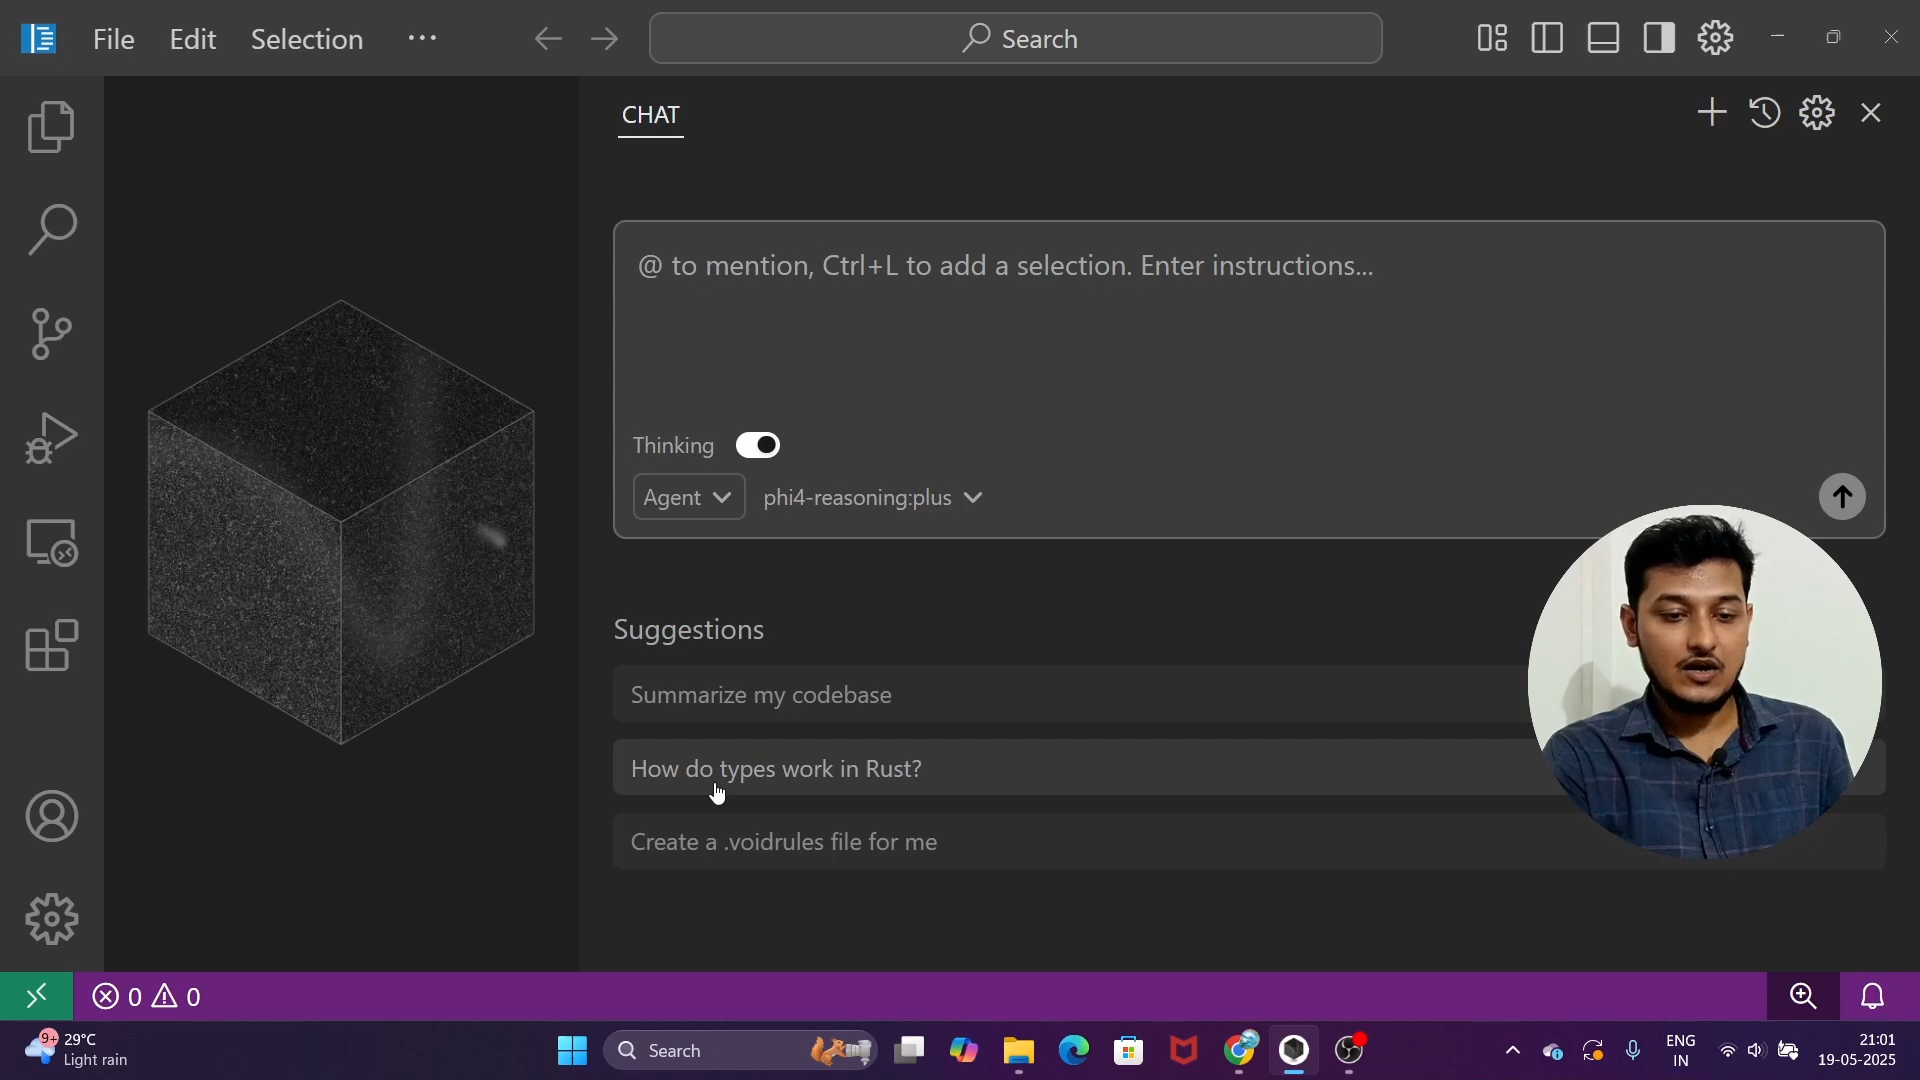 File Edit Selection ...
Search
CHAT
@ to mention, Ctrl+L to add a selection. Enter instructions...
Thinking
Agent phi4-reasoning:plus
Suggestions
Summarize my codebase
How do types work in Rust?
Create a .voidrules file for me
0 0
9+ 29°C
Light rain
Search
ENG
IN
21:01
19-05-2025